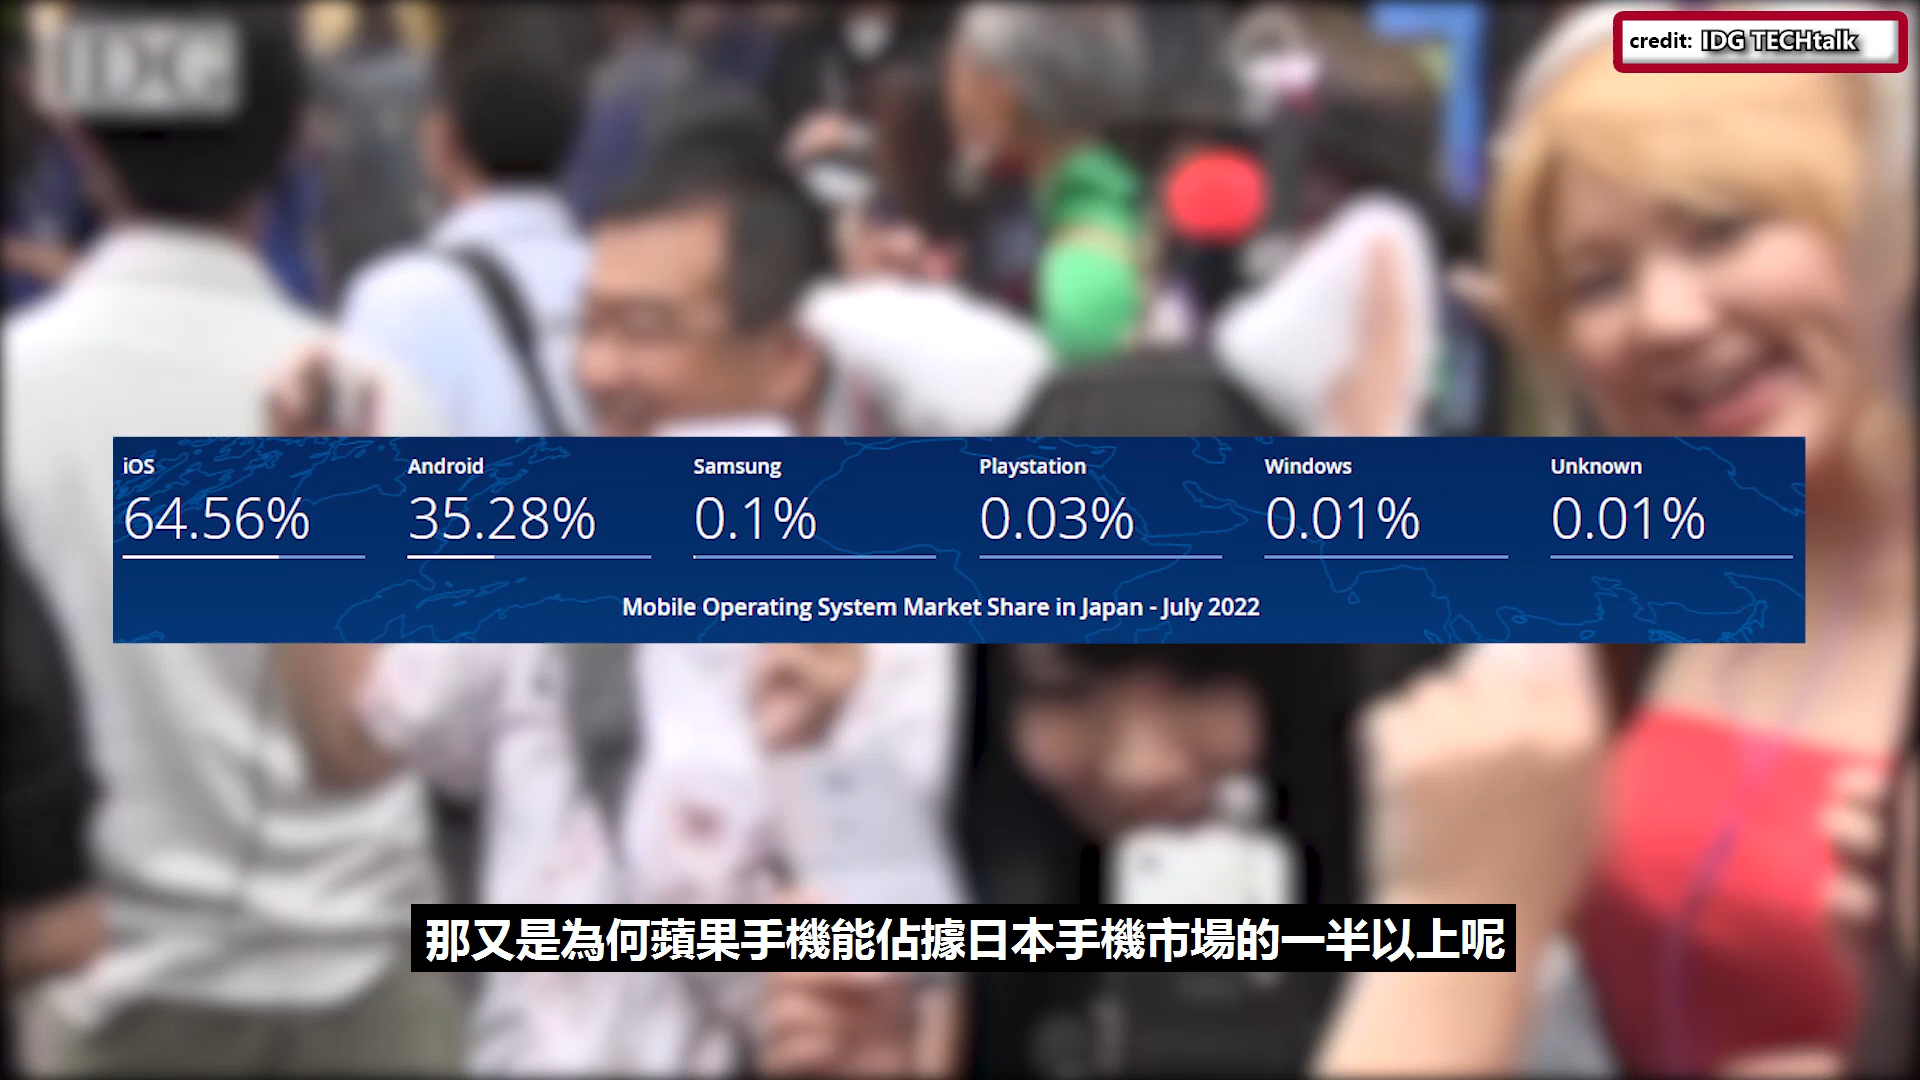 IDG
credit: IDG TECHtalk
iOS
64.56%
Android
35.28%
Samsung
0.1%
Playstation
0.03%
Windows
0.01%
Unknown
0.01%
Mobile Operating System Market Share in Japan - July 2022
那又是為何蘋果手機能佔據日本手機市場的一半以上呢